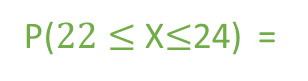 P(22 ≤ X≤24) =